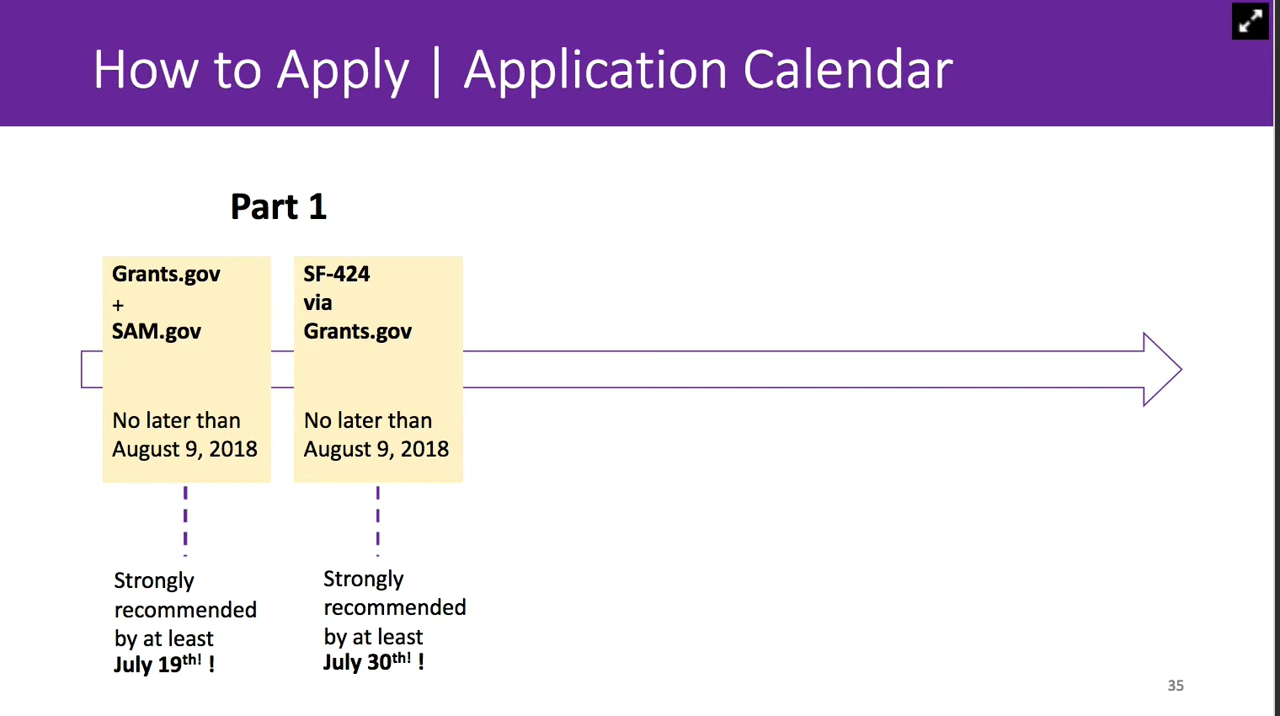 How to Apply | Application Calendar
Part 1
Grants.gov
+
SAM.gov
No later than
August 9, 2018
SF-424
via
Grants.gov
No later than
August 9, 2018
Strongly
recommended
by at least
July 19th! !
Strongly
recommended
by at least
July 30th! !
35